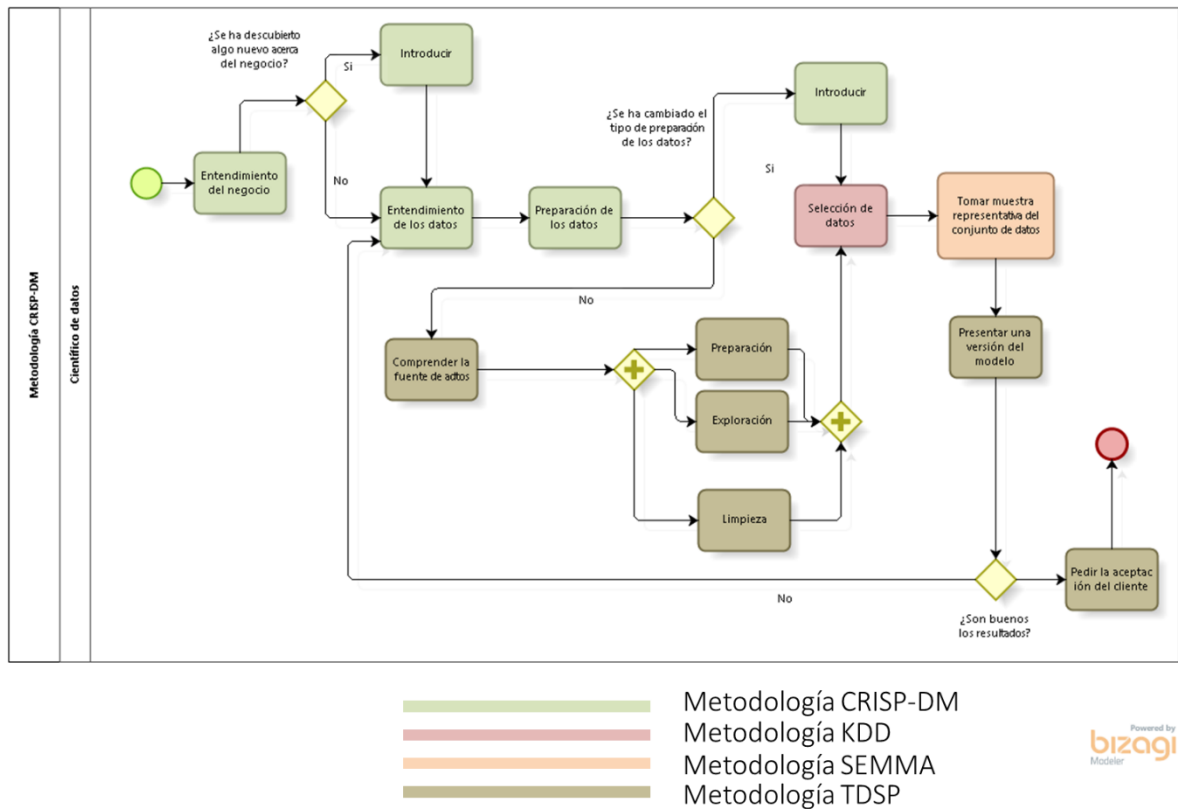 Metodología CRISP-DM
Científico de datos
¿Se ha descubierto
algo nuevo acerca
del negocio?
Si
Introducir
No
Entendimiento
del negocio
Entendimiento
de los datos
Preparación de
los datos
¿Se ha cambiado el
tipo de preparación
de los datos?
Introducir
Si
Selección de
datos
Tomar muestra
representativa del
conjunto de datos
No
Comprender la
fuente de adtos
Preparación
Exploración
Limpieza
Presentar una
versión del
modelo
Pedir la aceptac
ión del cliente
No
¿Son buenos
los resultados?
Metodología CRISP-DM
Metodología KDD
Metodología SEMMA
Metodología TDSP
Powered by
bizagi
Modeler